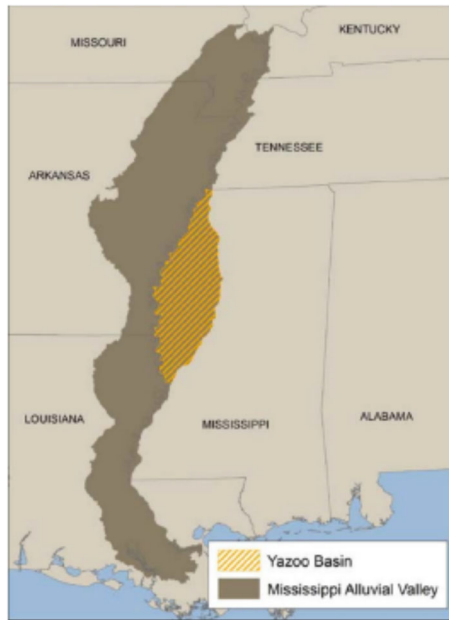 MISSOURI
KENTUCKY
TENNESSEE
ARKANSAS
LOUISIANA
MISSISSIPPI
ALABAMA
Yazoo Basin
Mississippi Alluvial Valley